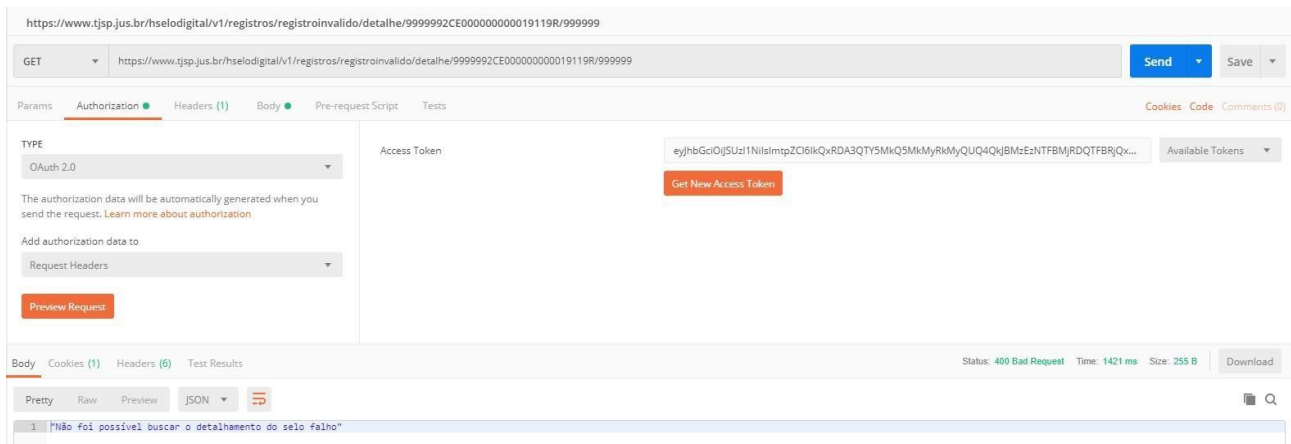 https://www.tjsp.jus.br/hselodigital/v1/registros/registroinvalido/detalhe/9999992CE000000000019119R/999999
GET https://www.tjsp.jus.br/hselodigital/v1/registros/registroinvalido/detalhe/9999992CE000000000019119R/999999 Send Save
Params Authorization Headers (1) Body Pre-request Script Tests Cookies Code Comments (0)
TYPE
OAuth 2.0
The authorization data will be automatically generated when you
send the request. Learn more about authorization
Add authorization data to
Request Headers
Preview Request
Access Token Available Tokens
Get New Access Token
Body Cookies (1) Headers (6) Test Results Status: 400 Bad Request Time: 1421 ms Size: 255 B Download
Pretty Raw Preview JSON
1 "Não foi possível buscar o detalhamento do selo falho"